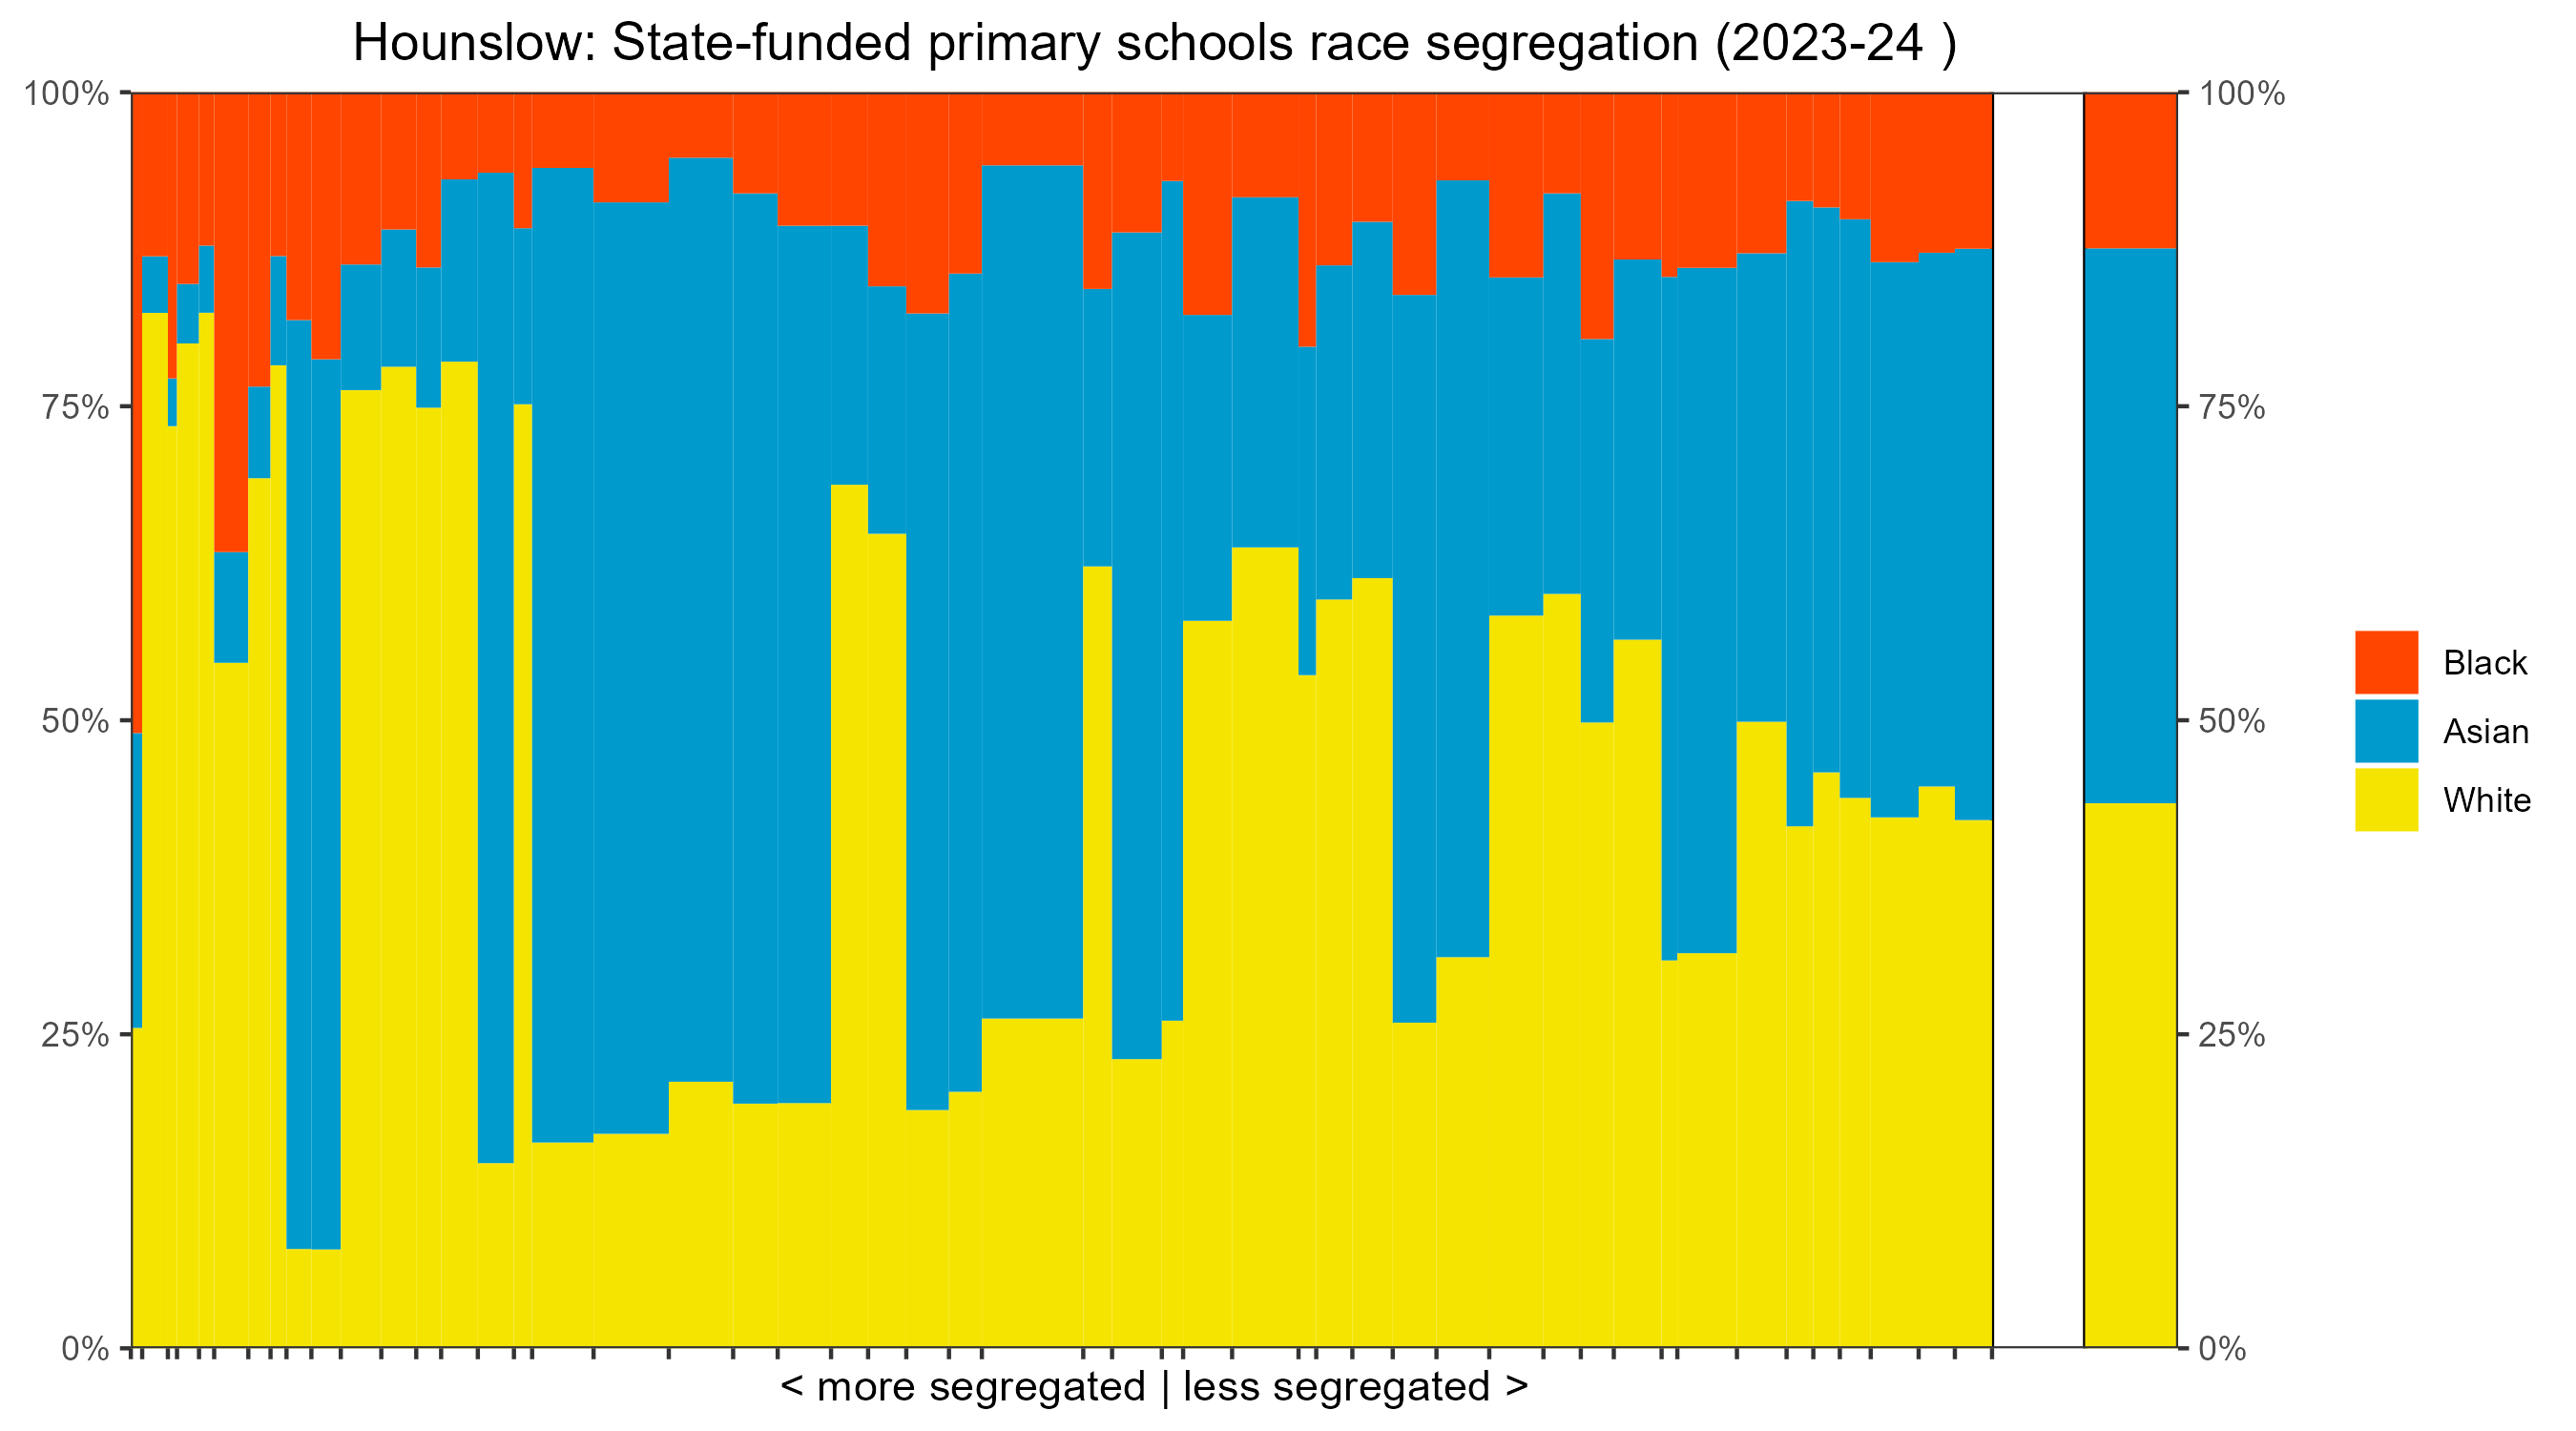 Hounslow: State-funded primary schools race segregation (2023-24 )
100%
75%
50%
25%
0%
100%
75%
50%
25%
0%
Black
Asian
White
< more segregated | less segregated >